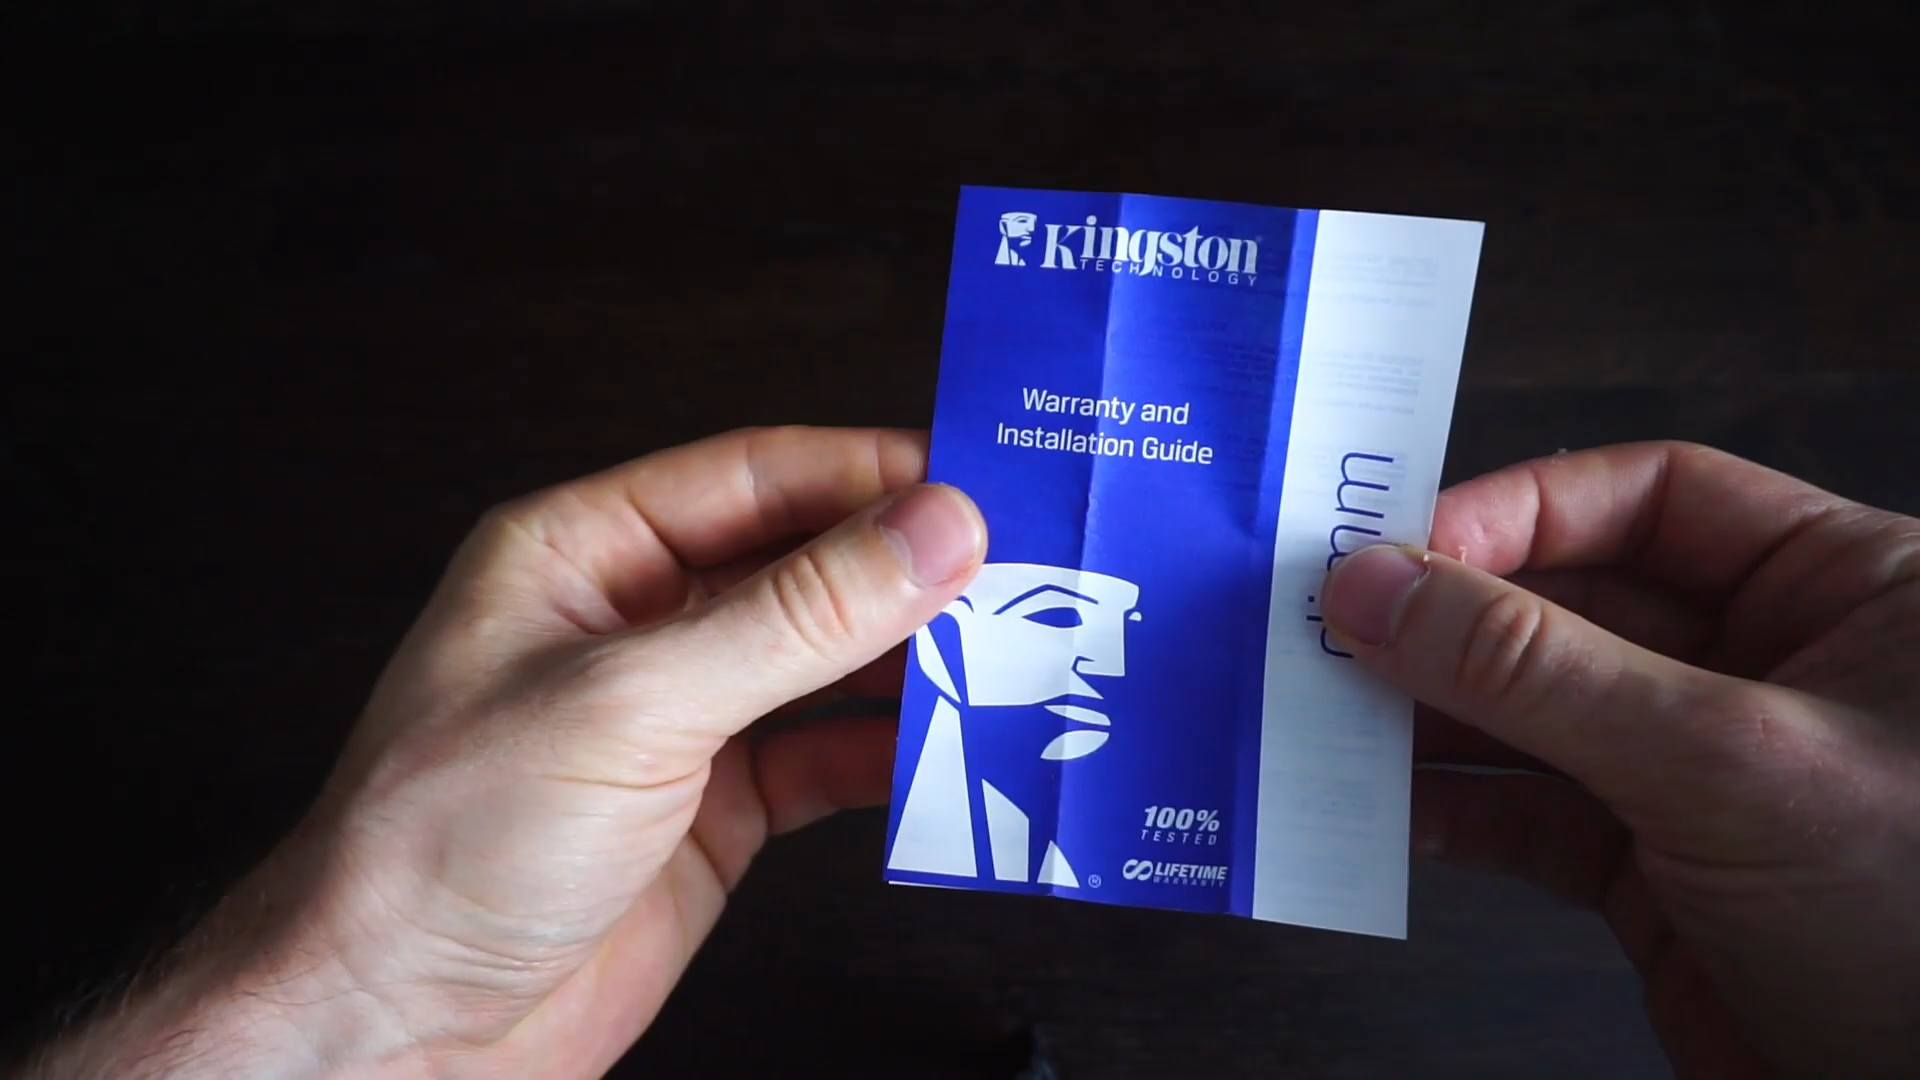 Kingston
TECHNOLOGY
Warranty and
Installation Guide
100%
TESTED
LIFETIME
WARRANTY
®